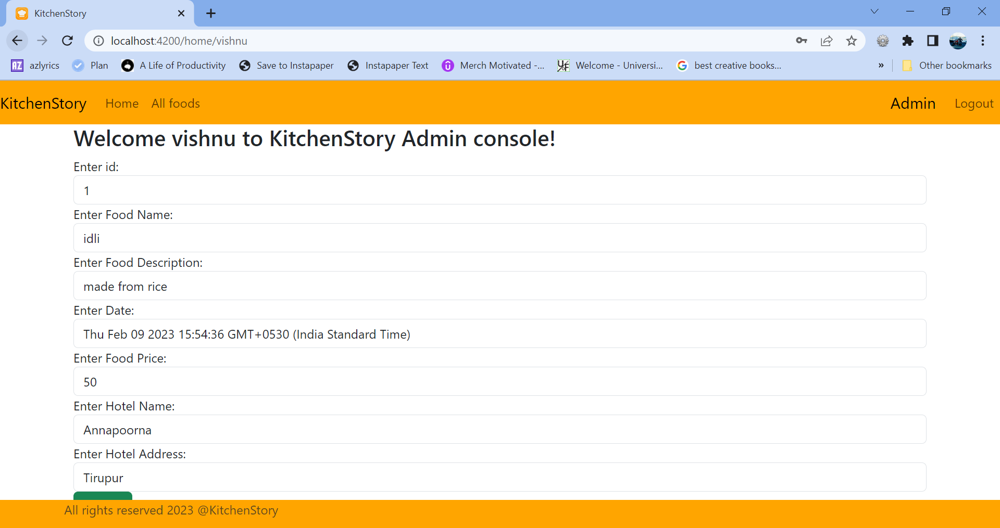 KitchenStory
localhost:4200/home/vishnu
azlyrics Plan A Life of Productivity Save to Instapaper Instapaper Text Merch Motivated -... Welcome - Universi... best creative books... » Other bookmarks
KitchenStory Home All foods Admin Logout
Welcome vishnu to KitchenStory Admin console!
Enter id:
1
Enter Food Name:
idli
Enter Food Description:
made from rice
Enter Date:
Thu Feb 09 2023 15:54:36 GMT+0530 (India Standard Time)
Enter Food Price:
50
Enter Hotel Name:
Annapoorna
Enter Hotel Address:
Tirupur
All rights reserved 2023 @KitchenStory